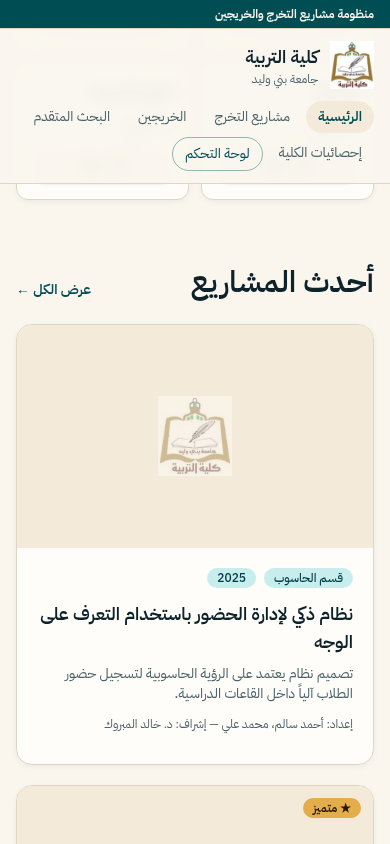 منظومة مشاريع التخرج والخريجين
كلية التربية
جامعة بني وليد
الرئيسية
مشاريع التخرج
الخريجين
البحث المتقدم
إحصائيات الكلية
لوحة التحكم
أحدث المشاريع
عرض الكل ←
جامعة بني وليد
كلية التربية
قسم الحاسوب
2025
نظام ذكي لإدارة الحضور باستخدام التعرف على
الوجه
تصميم نظام يعتمد على الرؤية الحاسوبية لتسجيل حضور
الطلاب آلياً داخل القاعات الدراسية.
إعداد: أحمد سالم، محمد علي — إشراف: د. خالد المبروك
★ متميز